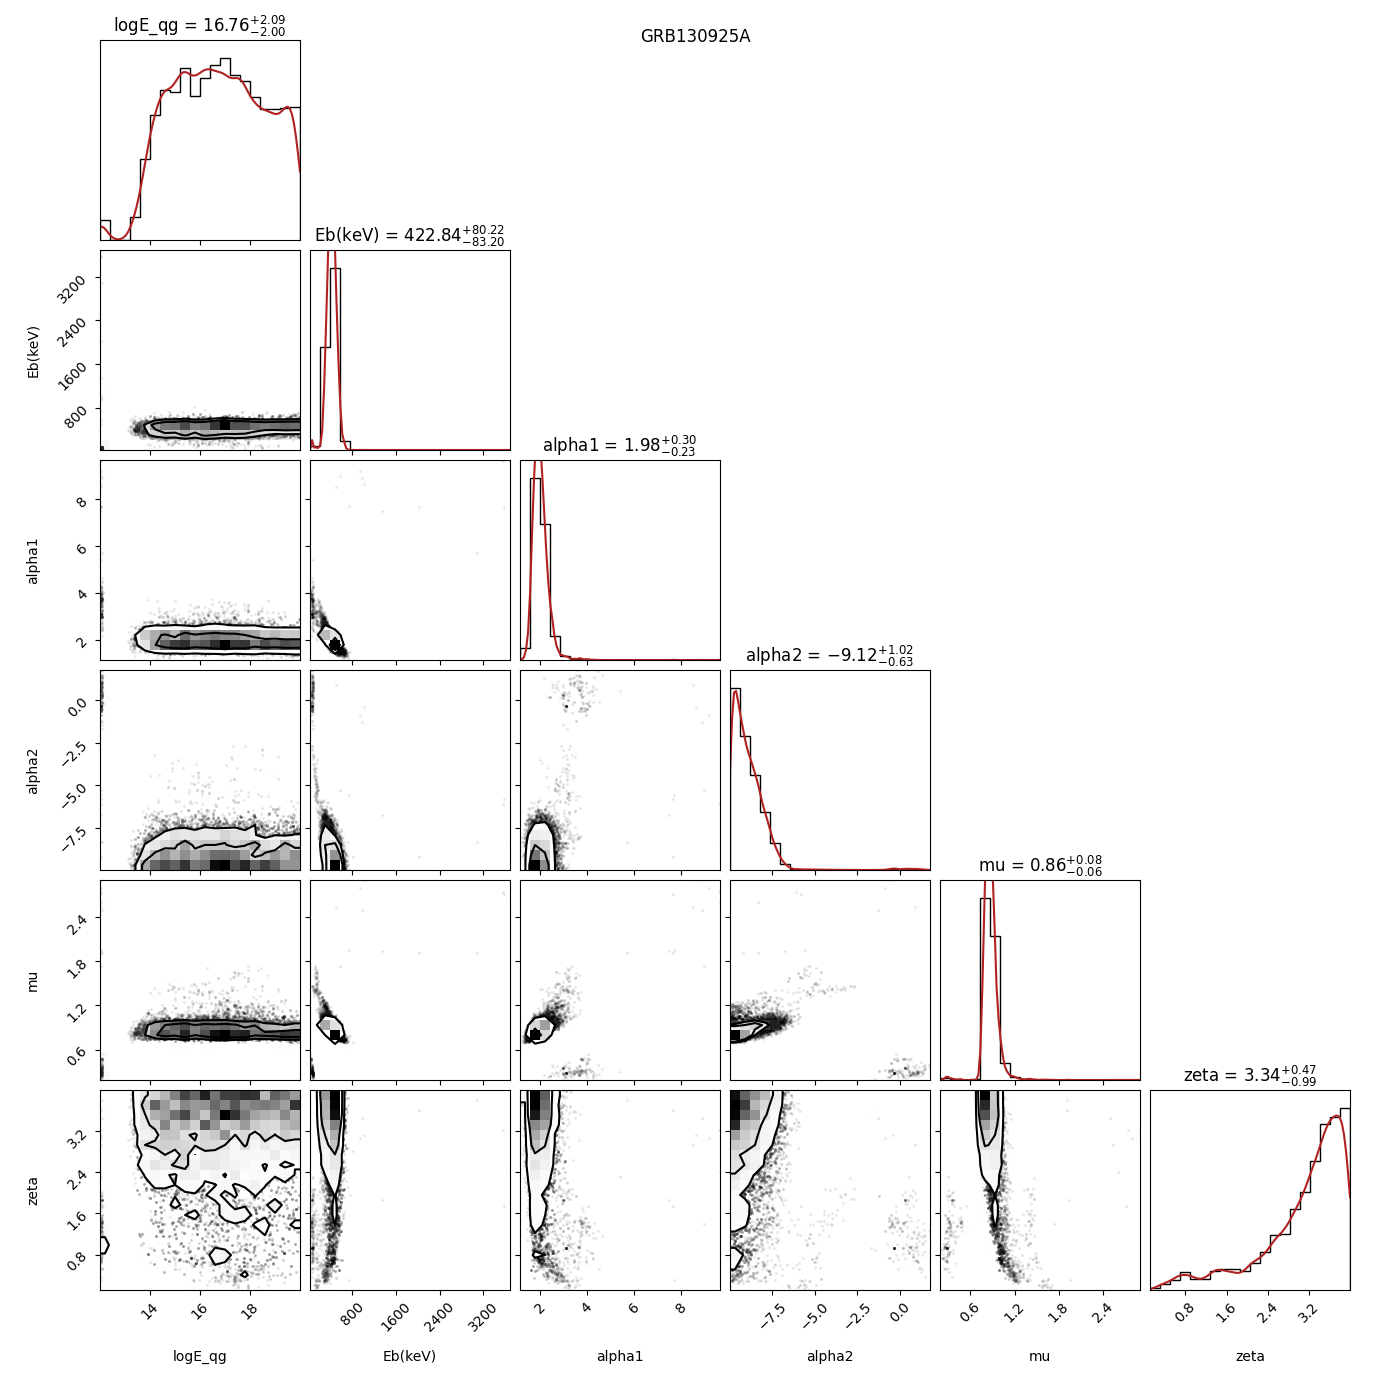 logE_qg = 16.76+2.09 −2.00
GRB130925A
Eb(keV) = 422.84+80.22 −83.20
3200
2400
1600
800
Eb(keV)
alpha1 = 1.98+0.30 −0.23
8
6
4
2
alpha1
alpha2 = −9.12+1.02 −0.63
0.0
−2.5
−5.0
−7.5
alpha2
mu = 0.86+0.08 −0.06
2.4
1.8
1.2
0.6
mu
zeta = 3.34+0.47 −0.99
3.2
2.4
1.6
0.8
zeta
14 16 18 800 1600 2400 3200 2 4 6 8 −7.5 −5.0 −2.5 0.0 0.6 1.2 1.8 2.4 0.8 1.6 2.4 3.2
logE_qg Eb(keV) alpha1 alpha2 mu zeta